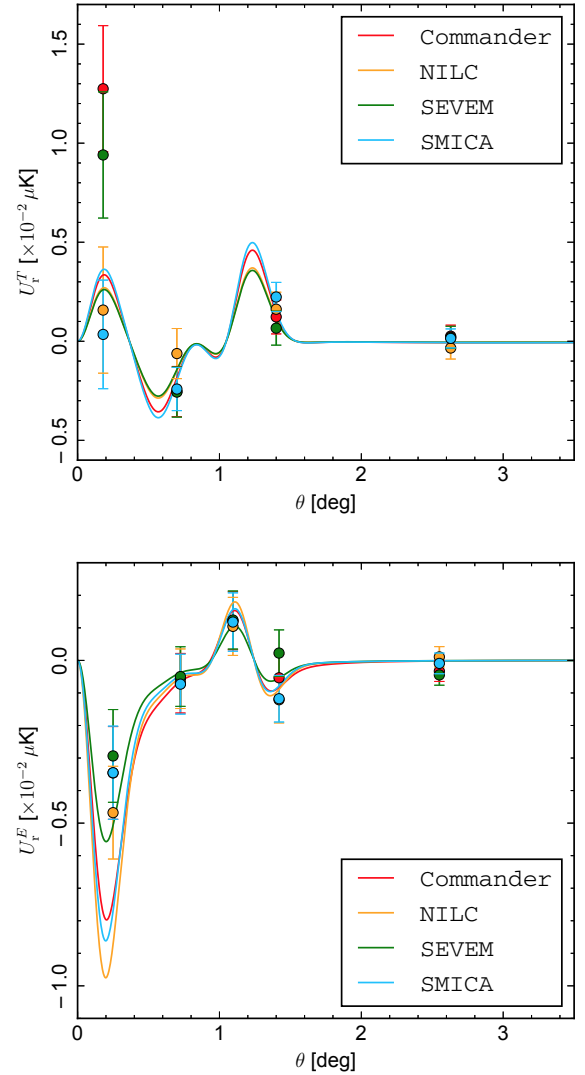 1.5
1.0
0.5
0.0
−0.5
U_r^T [×10^−2 μK]
Commander
NILC
SEVEM
SMICA
0 1 2 3
θ [deg]
0.0
−0.5
−1.0
U_r^E [×10^−2 μK]
Commander
NILC
SEVEM
SMICA
0 1 2 3
θ [deg]